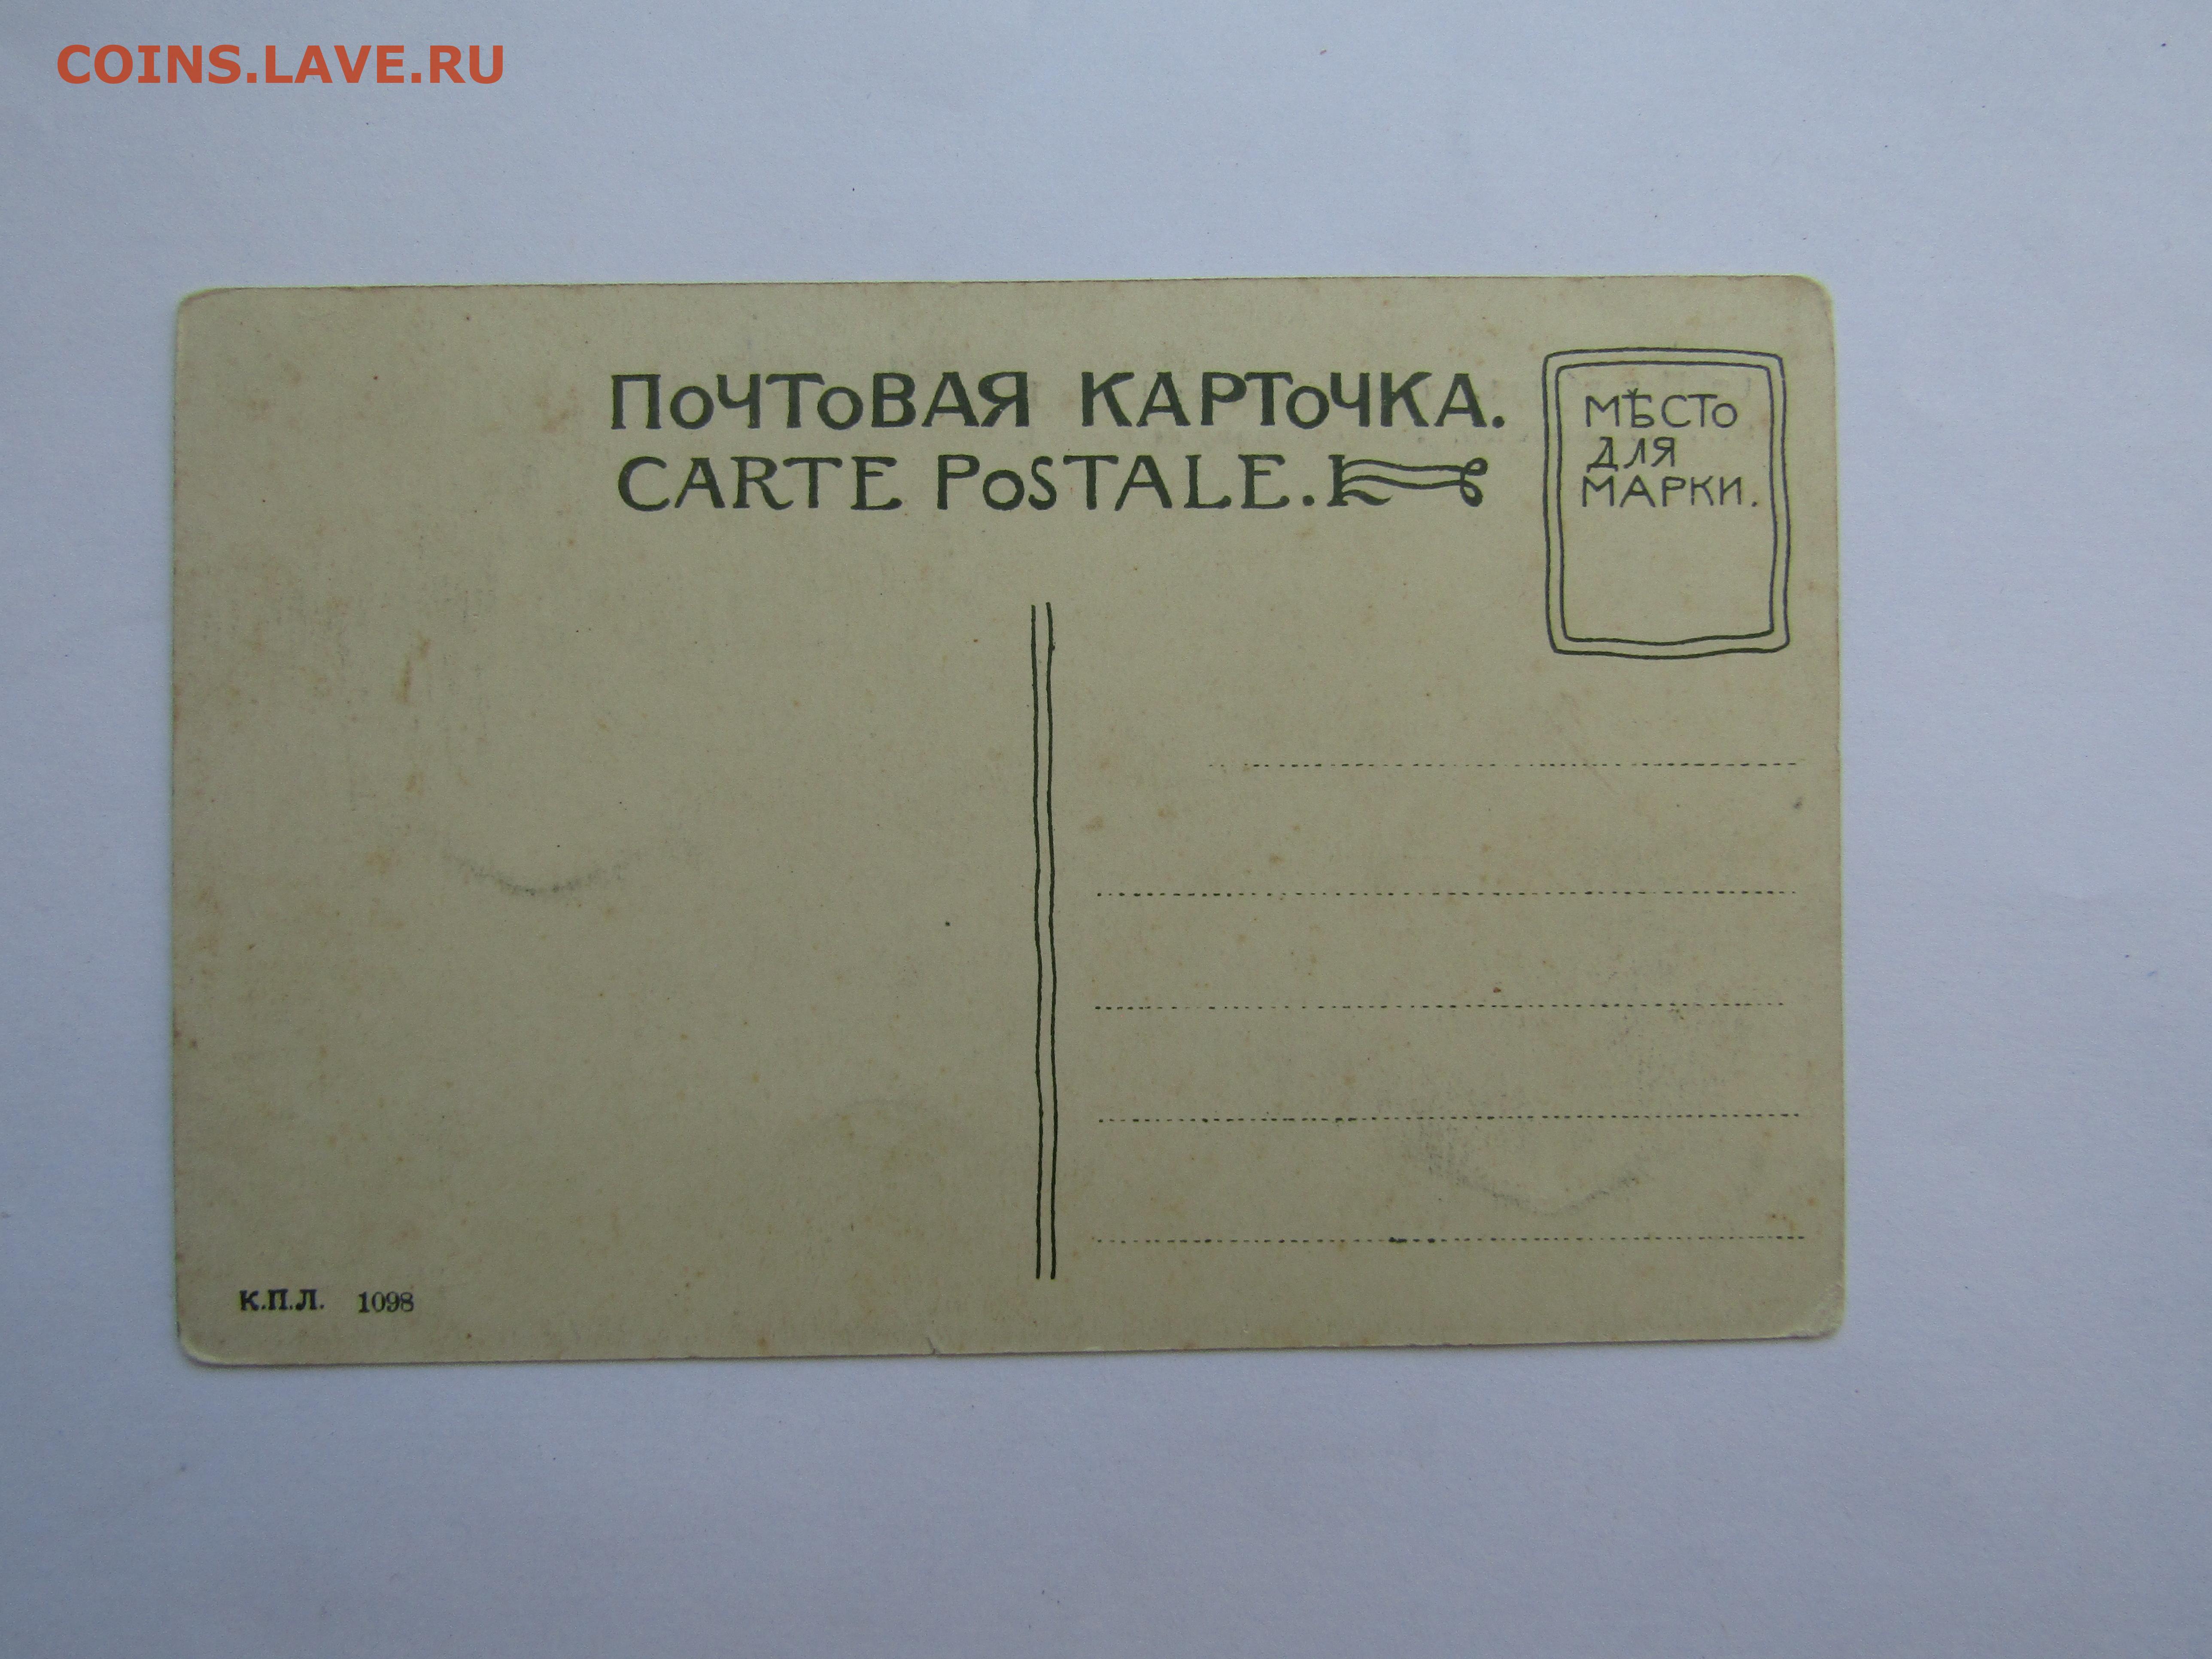 COINS.LAVE.RU
ПОЧТОВАЯ КАРТОЧКА.
CARTE POSTALE.
МѢСТО
ДЛЯ
МАРКИ.
К.П.Л. 1098